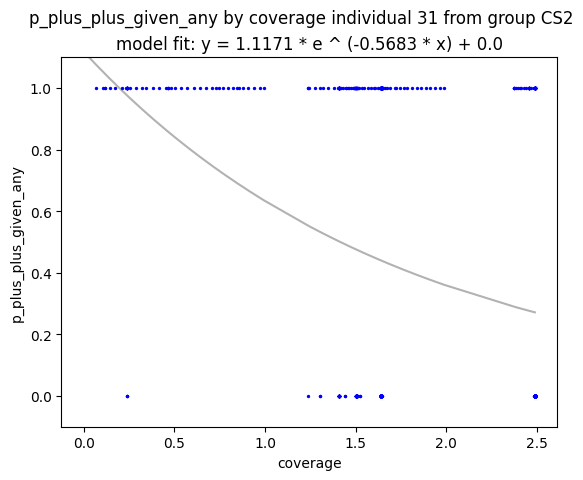 p_plus_plus_given_any by coverage individual 31 from group CS2
model fit: y = 1.1171 * e ^ (-0.5683 * x) + 0.0
1.0
0.8
0.6
0.4
0.2
0.0
p_plus_plus_given_any
0.0 0.5 1.0 1.5 2.0 2.5
coverage